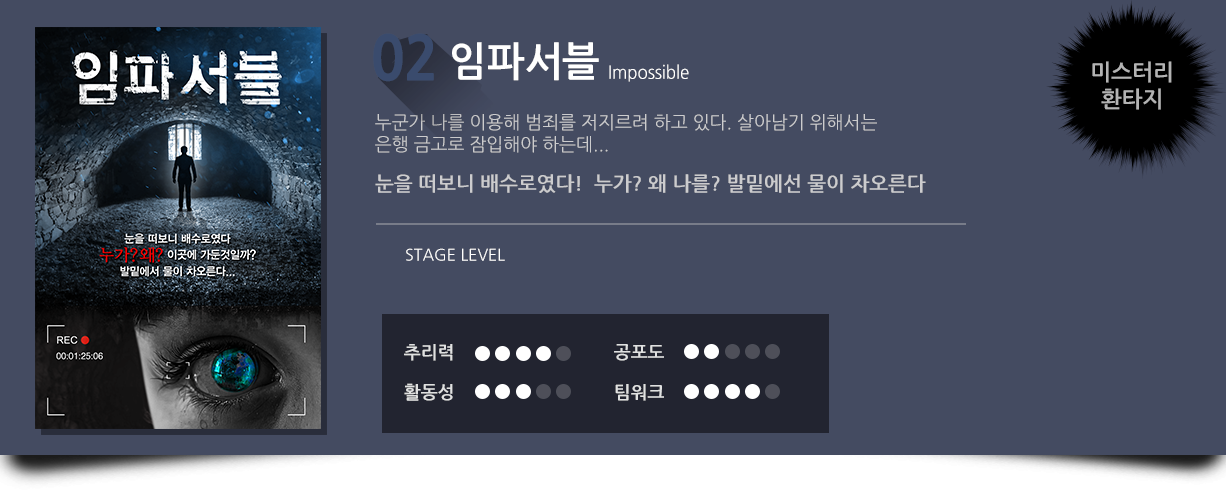 임파서블
눈을 떠보니 배수로였다
누가?왜? 이곳에 가둔것일까?
발밑에서 물이 차오른다...
REC
00:01:25:06
02 임파서블 Impossible
누군가 나를 이용해 범죄를 저지르려 하고 있다. 살아남기 위해서는
은행 금고로 잠입해야 하는데...
눈을 떠보니 배수로였다! 누가? 왜 나를? 발밑에선 물이 차오른다
STAGE LEVEL
추리력
공포도
활동성
팀워크
미스터리
환타지